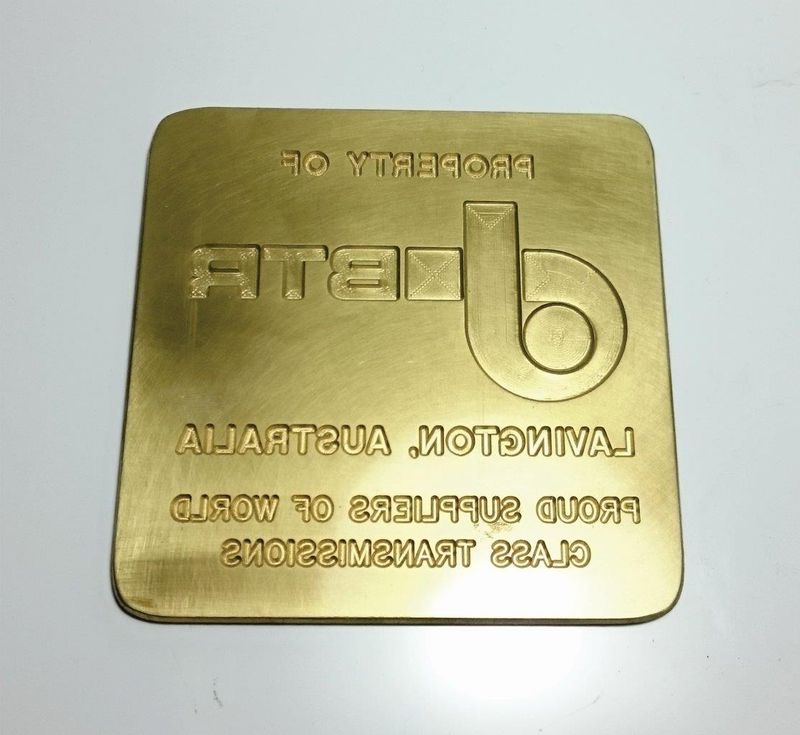 PROPERTY OF
b BTR
LAVINGTON, AUSTRALIA
PROUD SUPPLIERS OF WORLD
CLASS TRANSMISSIONS